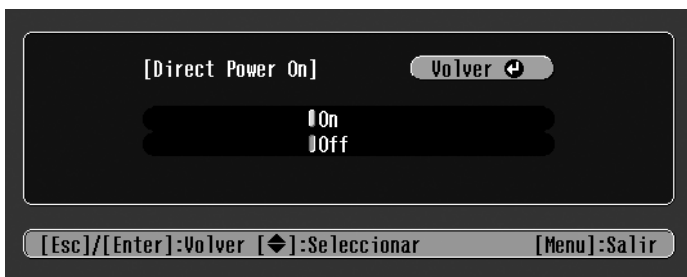 [Direct Power On] Volver
On
Off
[Esc]/[Enter]:Volver [◆]:Seleccionar [Menu]:Salir